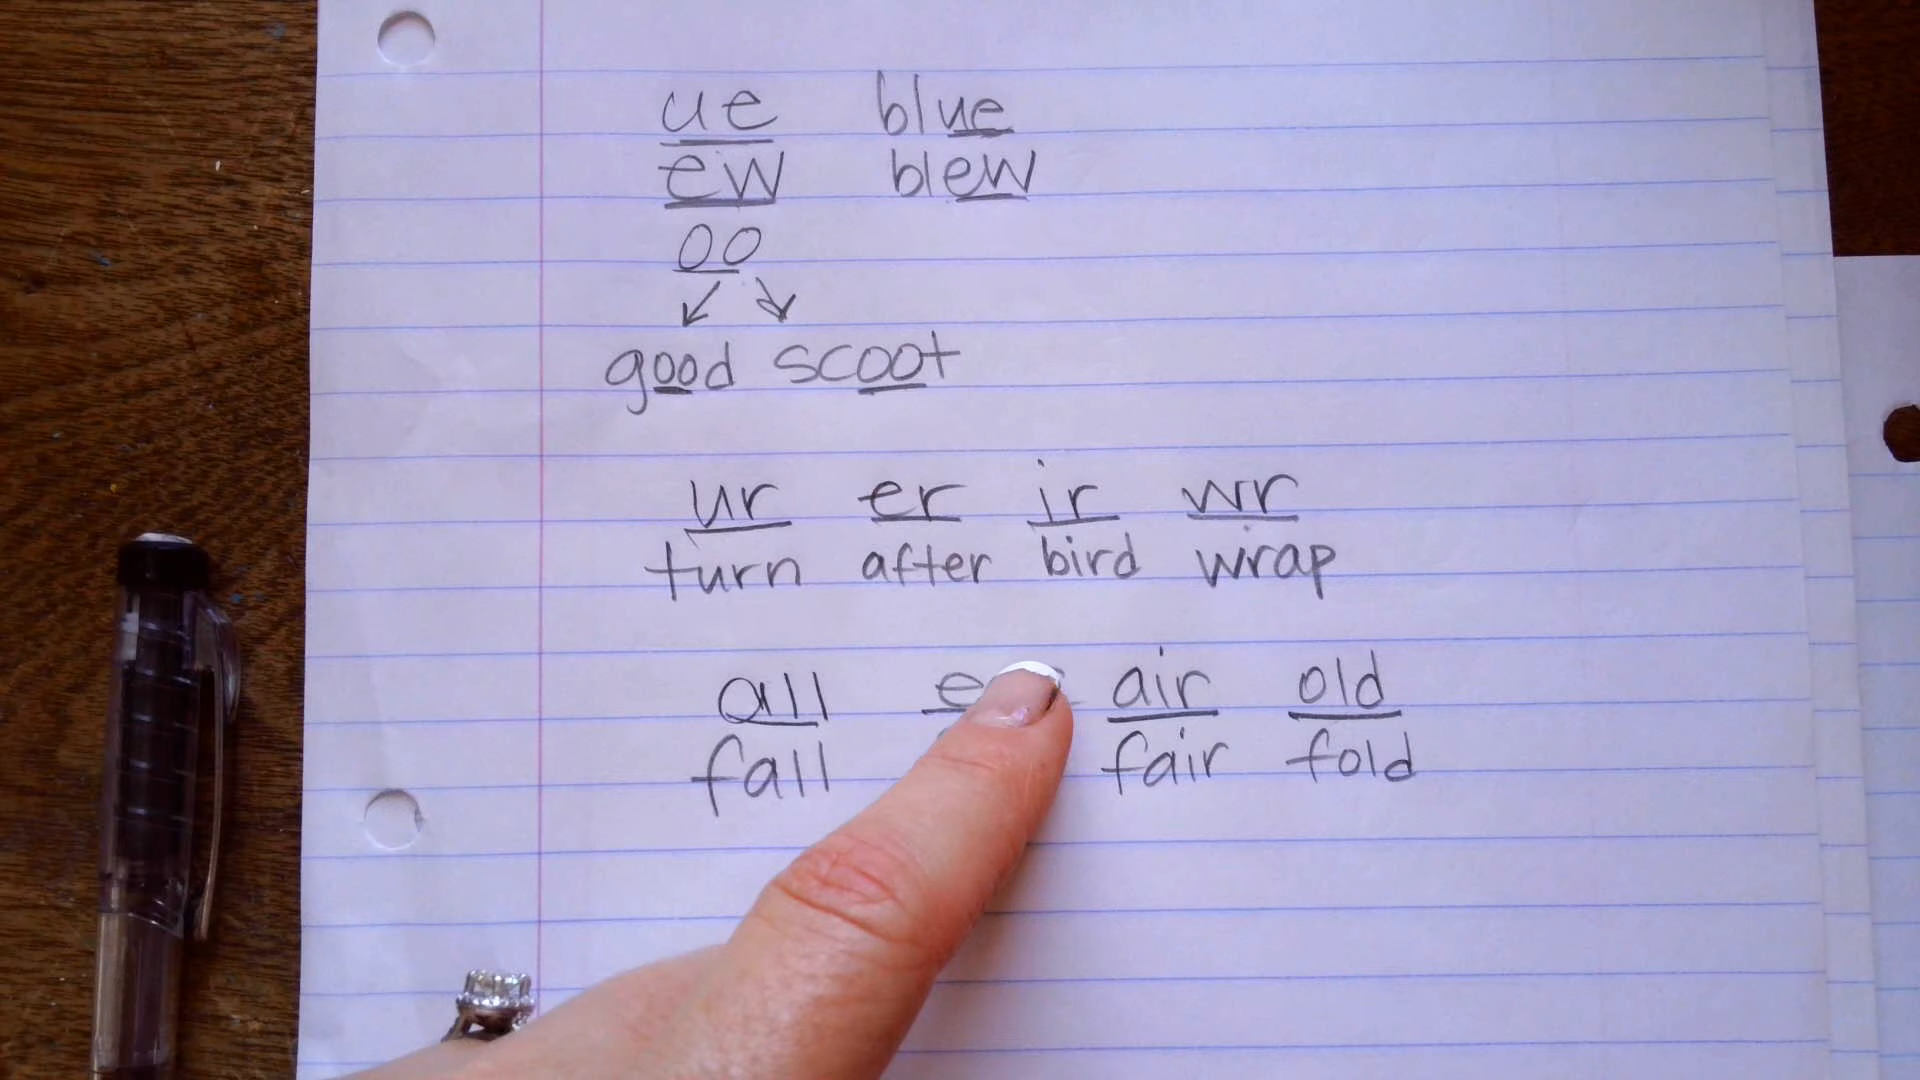 ue blue
ew blew
oo
good scoot
ur er ir wr
turn after bird wrap
all air old
fall fair fold